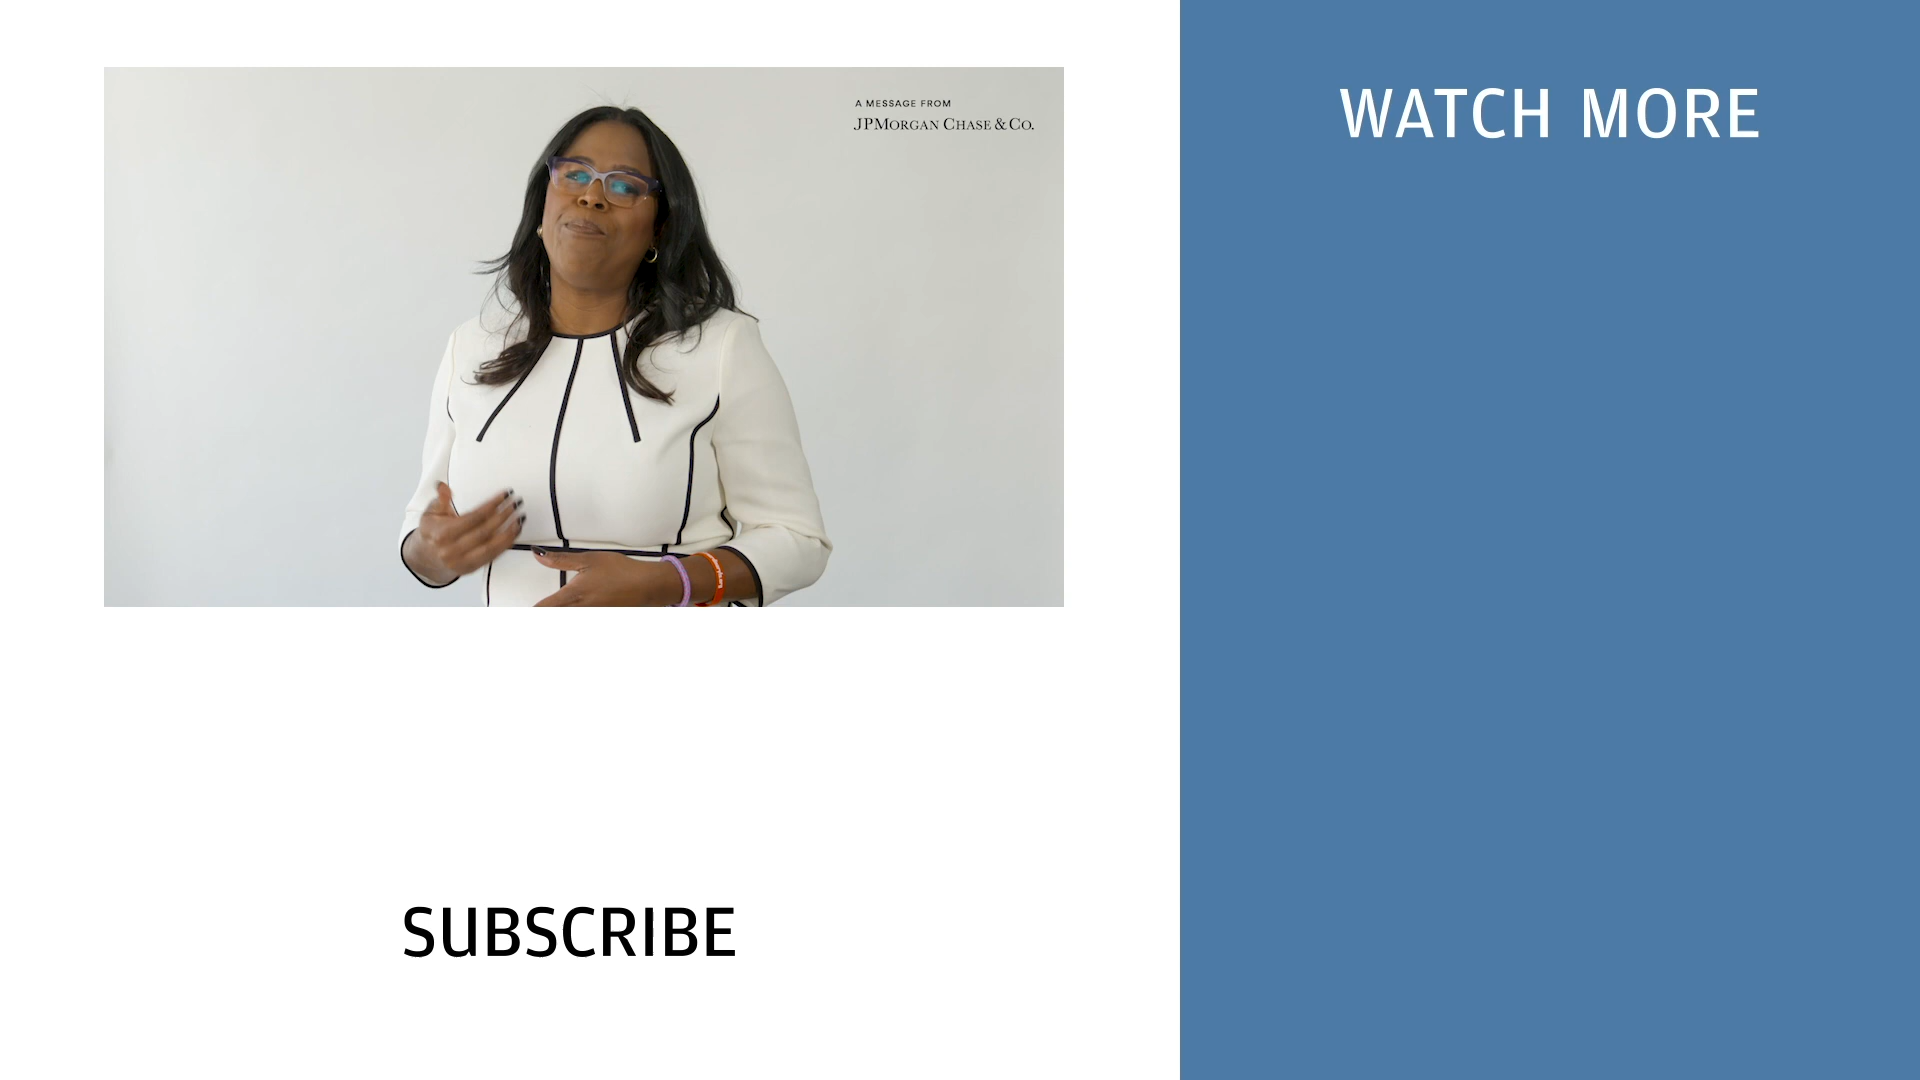 A MESSAGE FROM
JPMORGAN CHASE & CO.
WATCH MORE
SUBSCRIBE